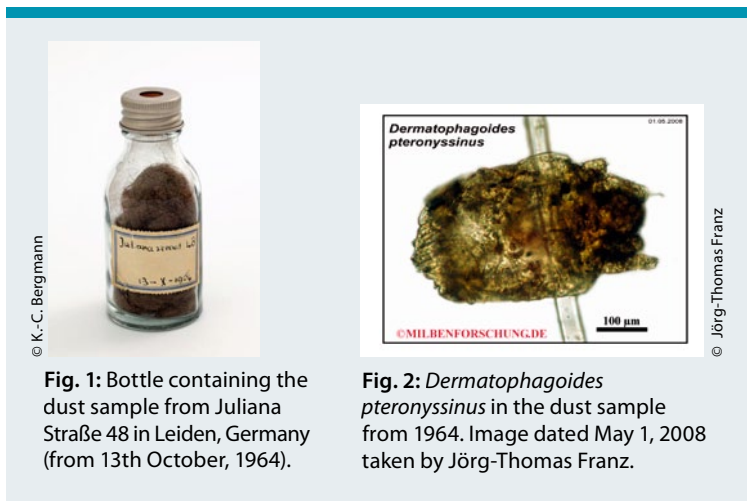 48
13-X-1964
© K.-C. Bergmann
Fig. 1: Bottle containing the
dust sample from Juliana
Straße 48 in Leiden, Germany
(from 13th October, 1964).
Dermatophagoides
pteronyssinus
01.05.2008
100 µm
©MILBENFORSCHUNG.DE
© Jörg-Thomas Franz
Fig. 2: Dermatophagoides
pteronyssinus in the dust sample
from 1964. Image dated May 1, 2008
taken by Jörg-Thomas Franz.